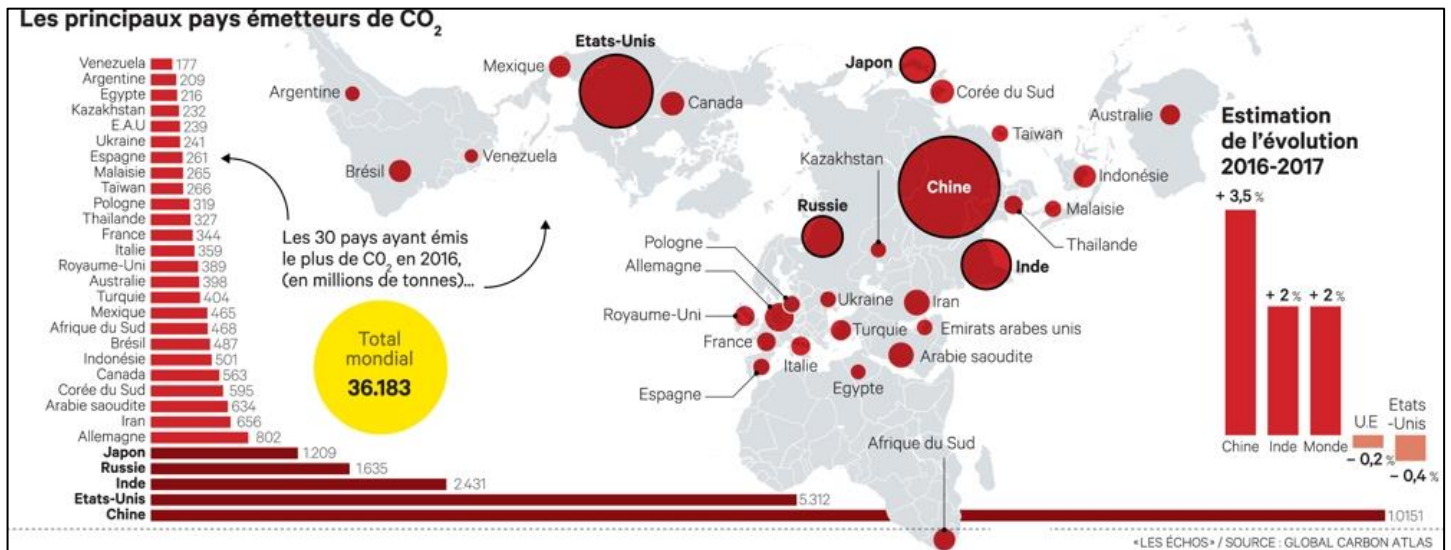 Les principaux pays émetteurs de CO₂
Venezuela 177
Argentine 209
Egypte 216
Kazakhstan 232
E.A.U 239
Ukraine 241
Espagne 261
Malaisie 265
Taïwan 266
Pologne 319
Thaïlande 327
France 344
Italie 359
Royaume-Uni 389
Australie 398
Turquie 404
Mexique 465
Afrique du Sud 468
Brésil 487
Indonésie 501
Canada 563
Corée du Sud 595
Arabie saoudite 634
Iran 656
Allemagne 802
Japon 1.209
Russie 1.635
Inde 2.431
Etats-Unis 5.312
Chine 1.0151
Les 30 pays ayant émis
le plus de CO₂ en 2016,
(en millions de tonnes)...
Total
mondial
36.183
Etats-Unis
Mexique
Argentine
Canada
Venezuela
Brésil
Japon
Corée du Sud
Australie
Taïwan
Kazakhstan
Chine
Indonésie
Malaisie
Thaïlande
Russie
Inde
Pologne
Allemagne
Ukraine
Iran
Royaume-Uni
Turquie
Emirats arabes unis
France
Italie
Arabie saoudite
Espagne
Egypte
Afrique du Sud
Estimation
de l'évolution
2016-2017
+ 3,5 %
+ 2 %
+ 2 %
Chine
Inde
Monde
U.E
– 0,2 %
Etats
-Unis
– 0,4 %
«LES ÉCHOS» / SOURCE : GLOBAL CARBON ATLAS